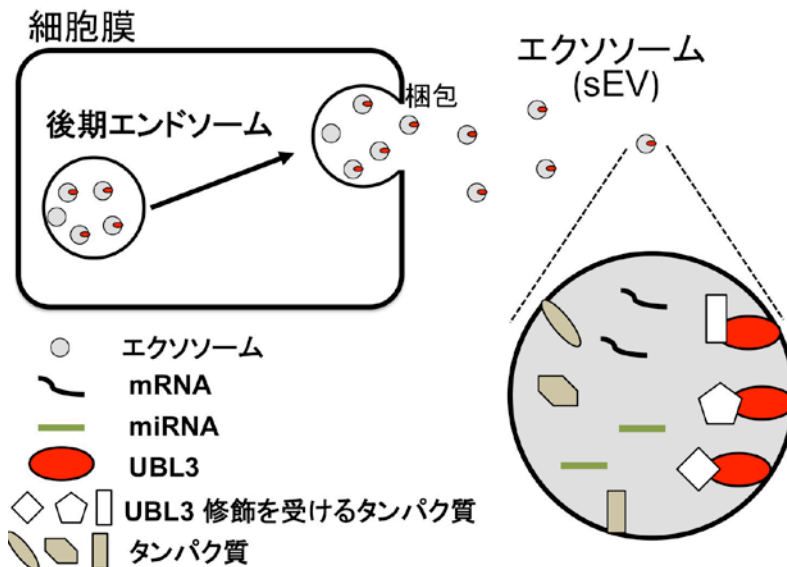 細胞膜
エクソソーム
(sEV)
梱包
後期エンドソーム
エクソソーム
mRNA
miRNA
UBL3
UBL3 修飾を受けるタンパク質
タンパク質